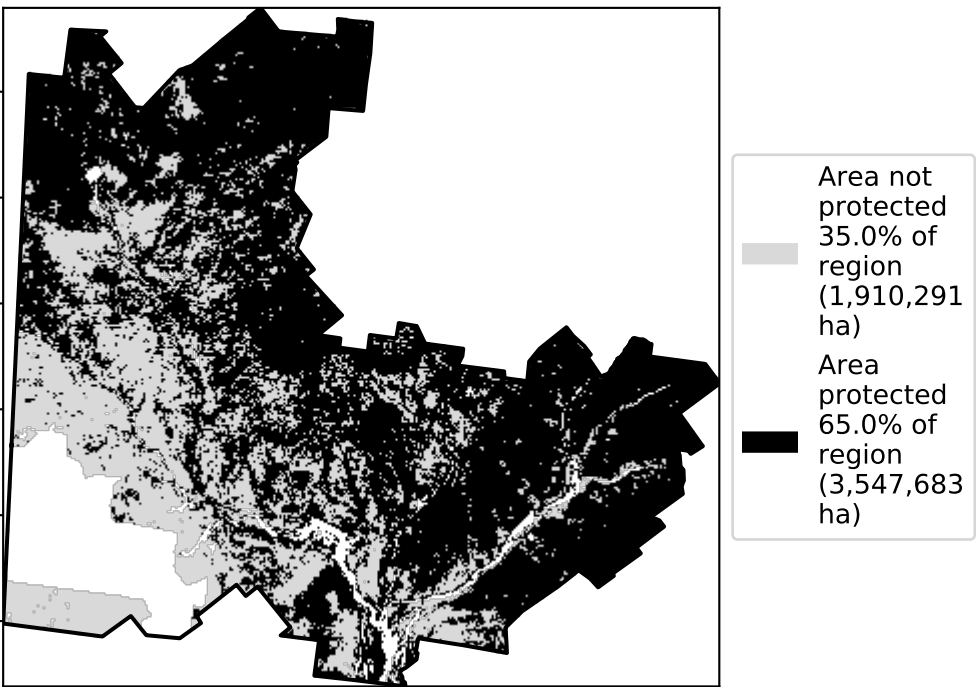 Area not
protected
35.0% of
region
(1,910,291
ha)
Area
protected
65.0% of
region
(3,547,683
ha)